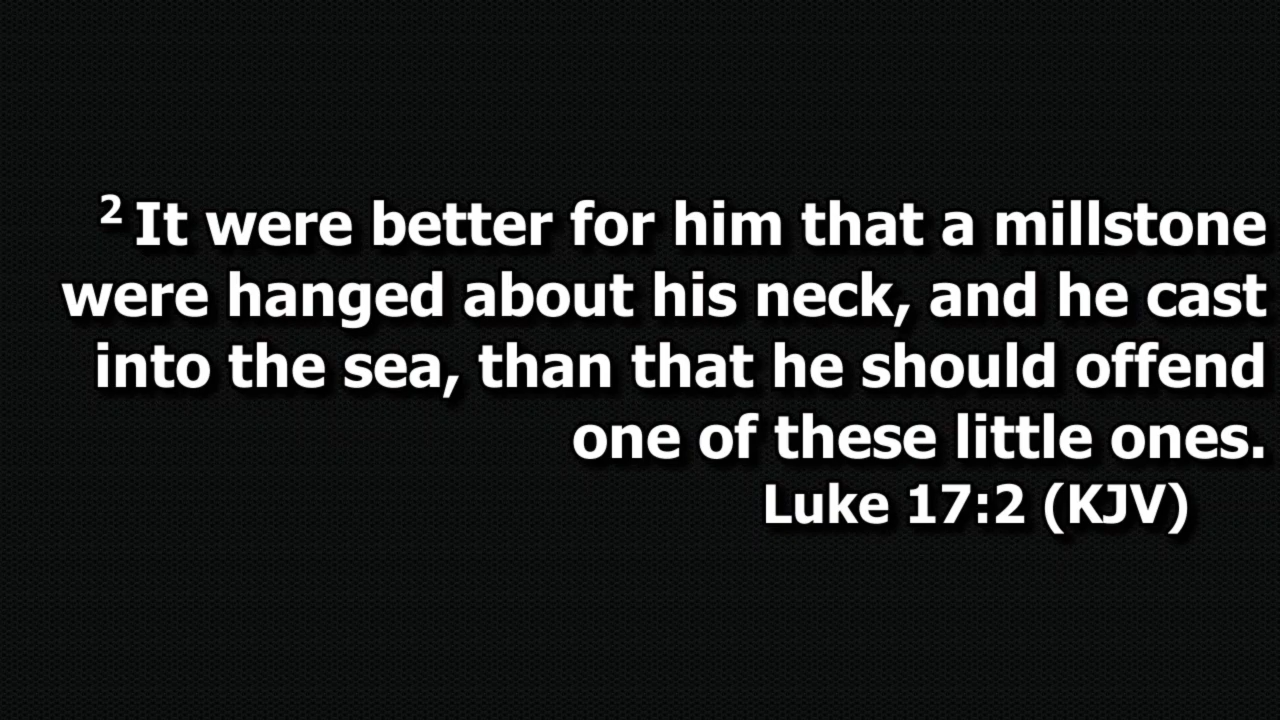 2 It were better for him that a millstone
were hanged about his neck, and he cast
into the sea, than that he should offend
one of these little ones.
Luke 17:2 (KJV)